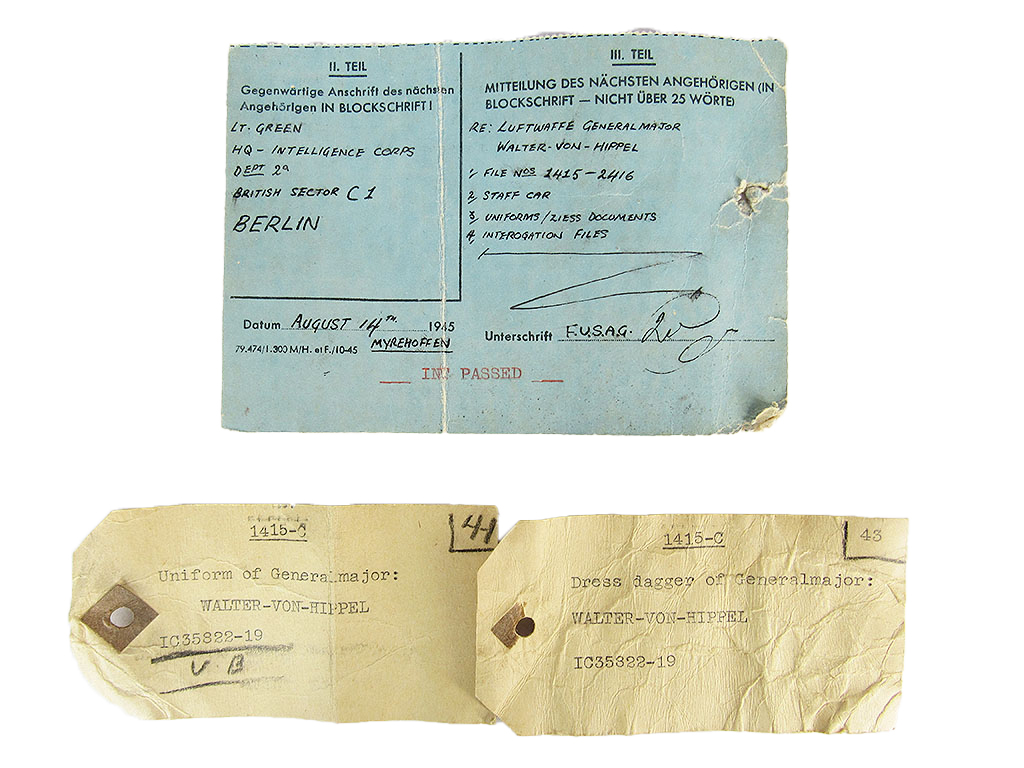 II. TEIL
Gegenwärtige Anschrift des nächsten
Angehörigen IN BLOCKSCHRIFT!
LT. GREEN
HQ - INTELLIGENCE CORPS
DEPT 2a
BRITISH SECTOR C1
BERLIN
Datum AUGUST 14TH. 1945
79.474/1.300 M/H. et F./10-45 MYREHOFFEN
III. TEIL
MITTEILUNG DES NÄCHSTEN ANGEHÖRIGEN (IN
BLOCKSCHRIFT — NICHT ÜBER 25 WÖRTE)
RE: LUFTWAFFE GENERALMAJOR
WALTER-VON-HIPPEL
1, FILE NOS 1415-2416
2, STAFF CAR
3, UNIFORMS/ZIESS DOCUMENTS
4, INTEROGATION FILES
Unterschrift F.U.S.A.G.
INT PASSED
1415-C
41
Uniform of Generalmajor:
WALTER-VON-HIPPEL
IC35822-19
V B
1415-C
43
Dress dagger of Generalmajor:
WALTER-VON-HIPPEL
IC35822-19